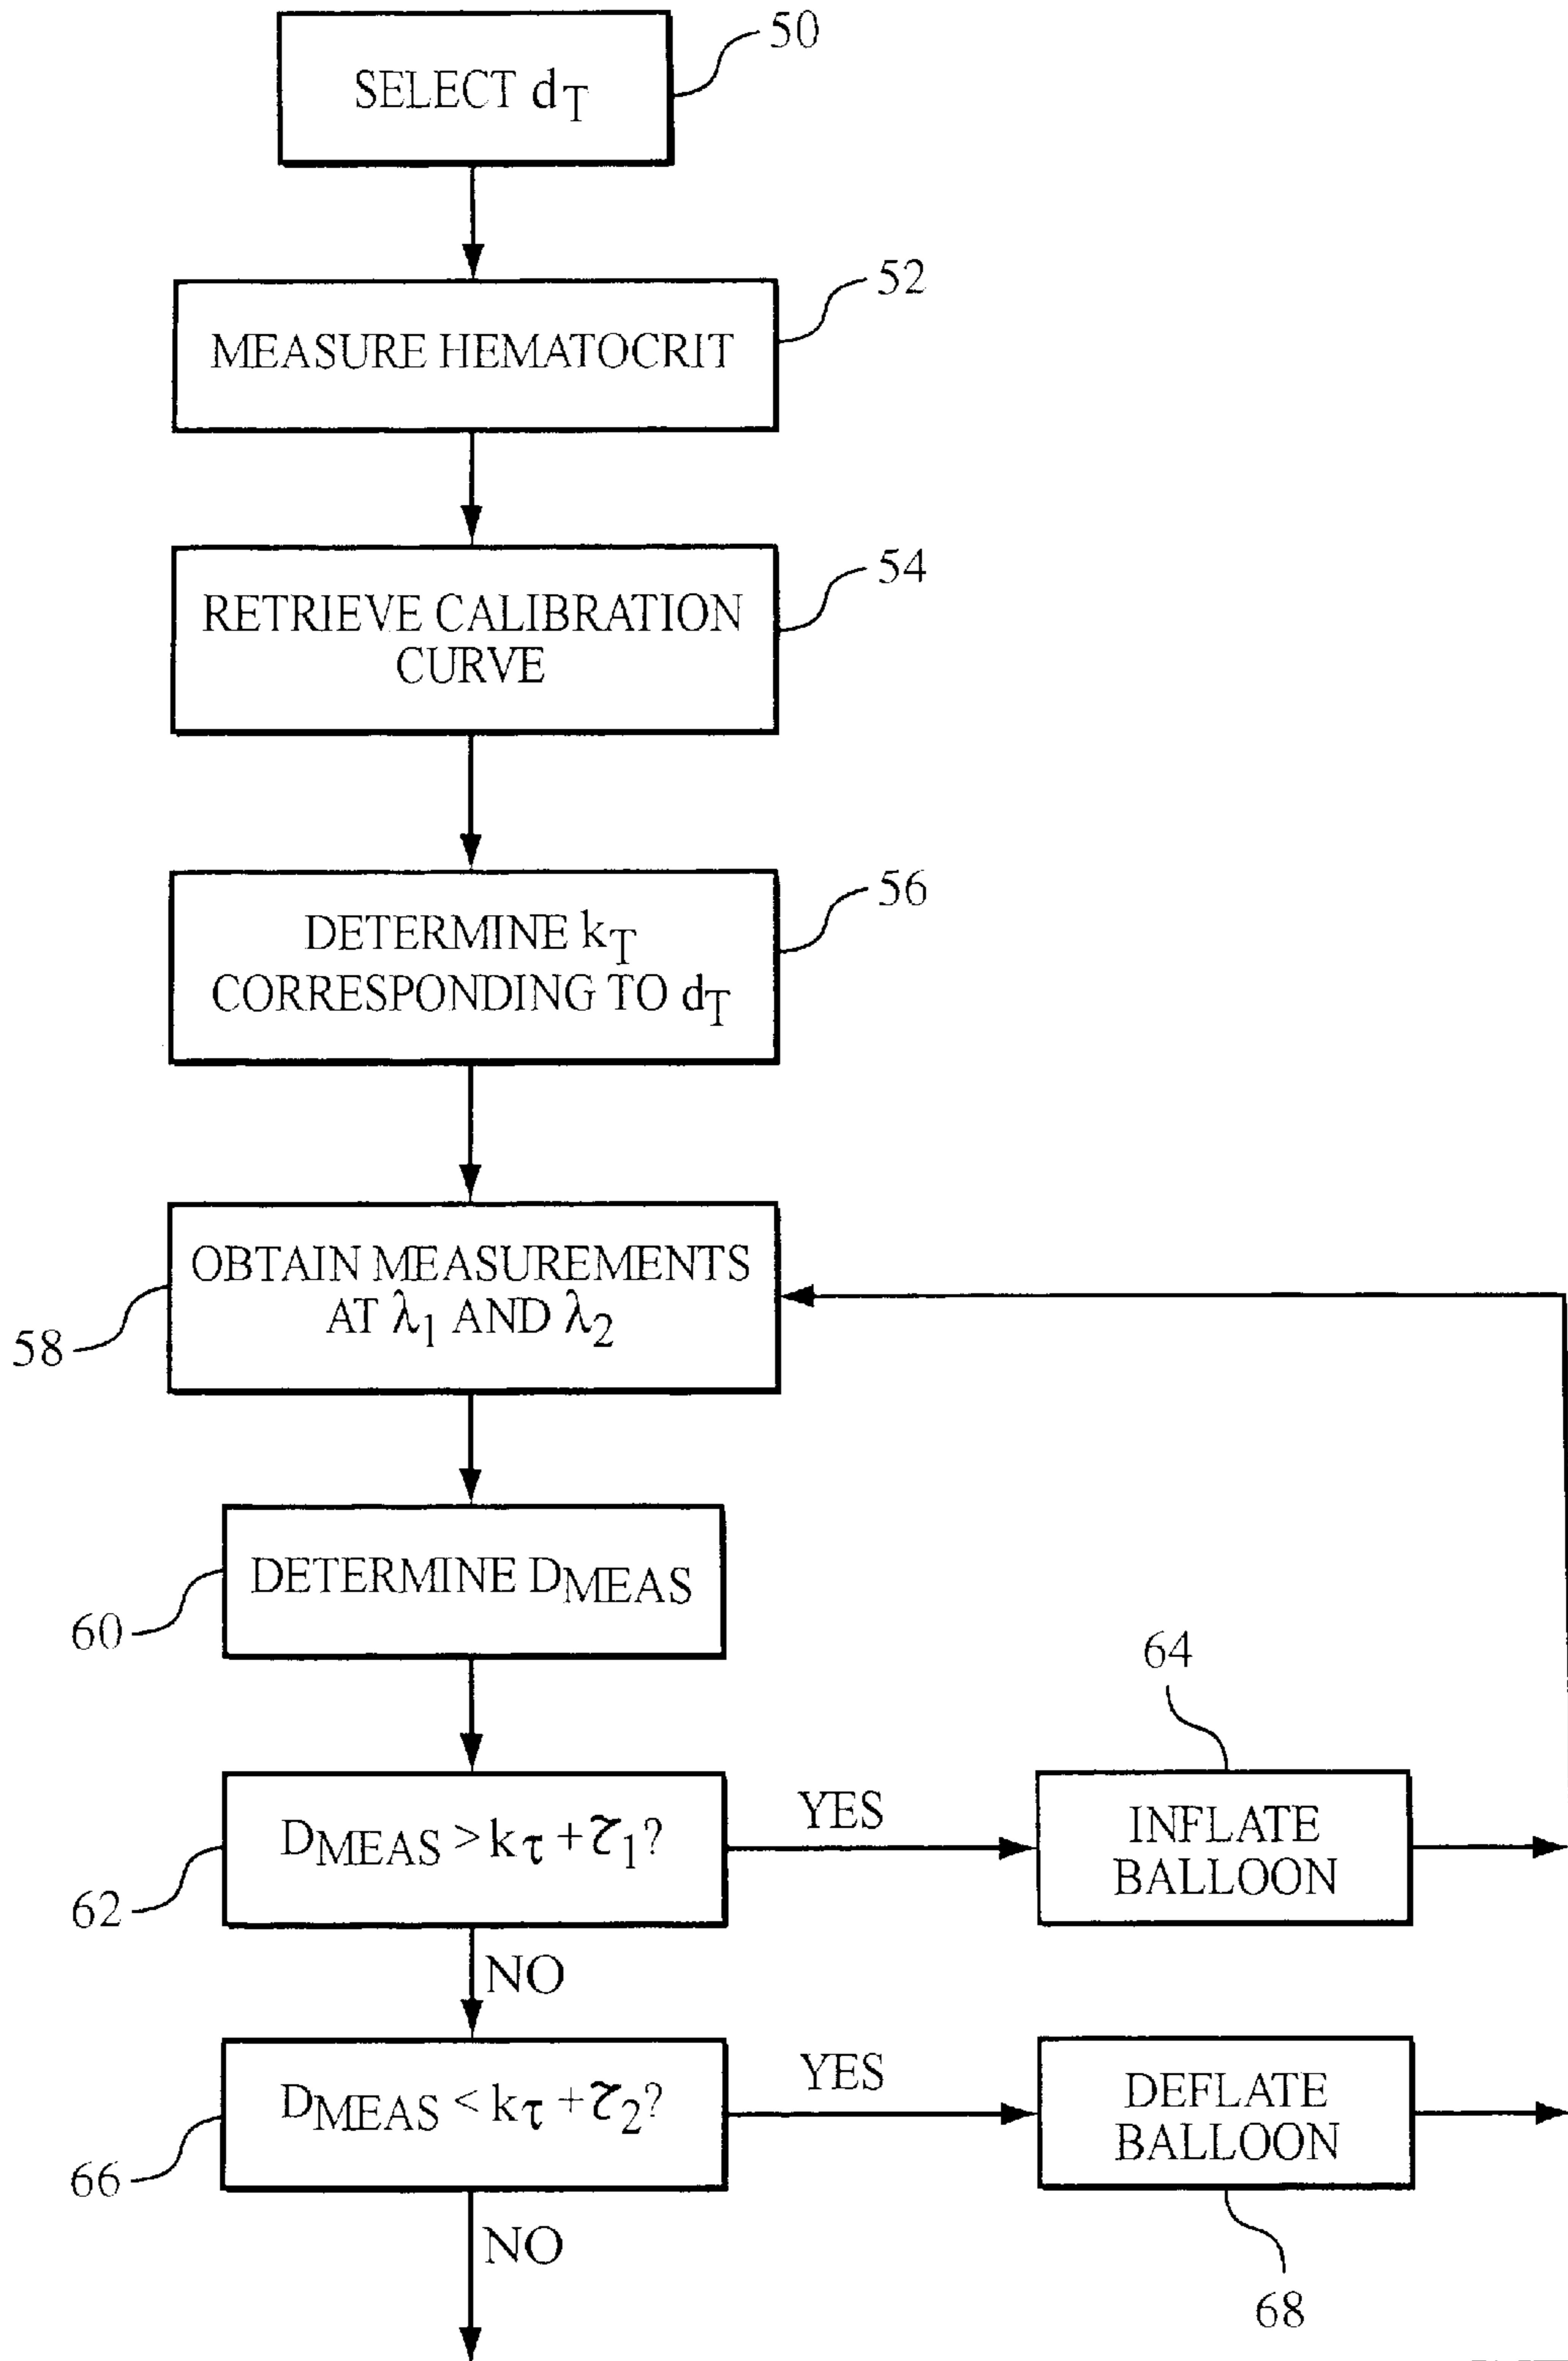 50
SELECT dT
52
MEASURE HEMATOCRIT
54
RETRIEVE CALIBRATION
CURVE
56
DETERMINE kT
CORRESPONDING TO dT
58
OBTAIN MEASUREMENTS
AT λ1 AND λ2
60
DETERMINE DMEAS
62
DMEAS > kτ + τ1?
YES
64
INFLATE
BALLOON
NO
66
DMEAS < kτ + τ2?
YES
DEFLATE
BALLOON
68
NO